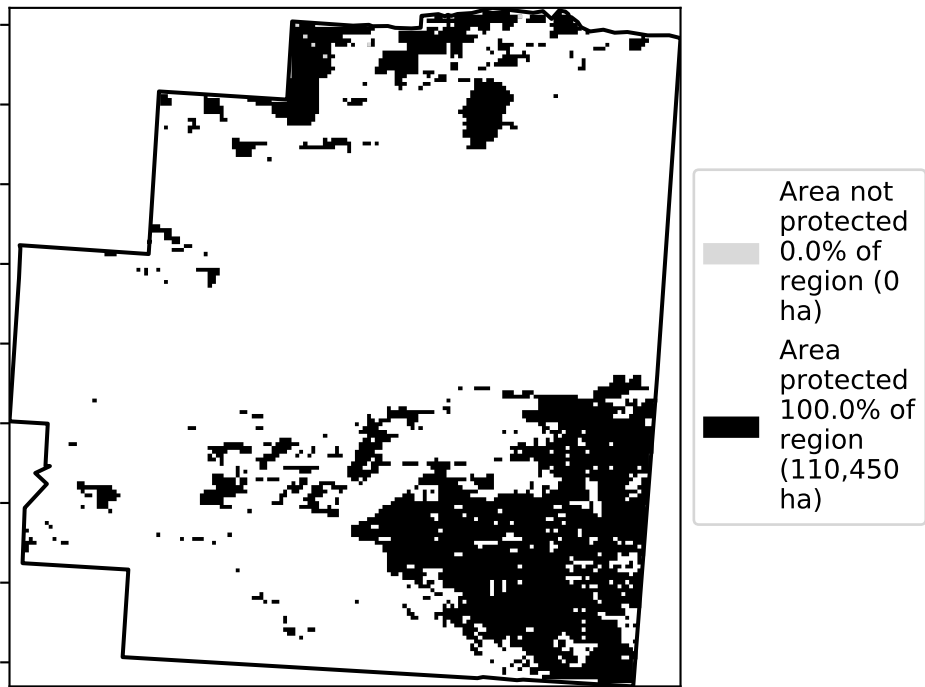 Area not
protected
0.0% of
region (0
ha)
Area
protected
100.0% of
region
(110,450
ha)